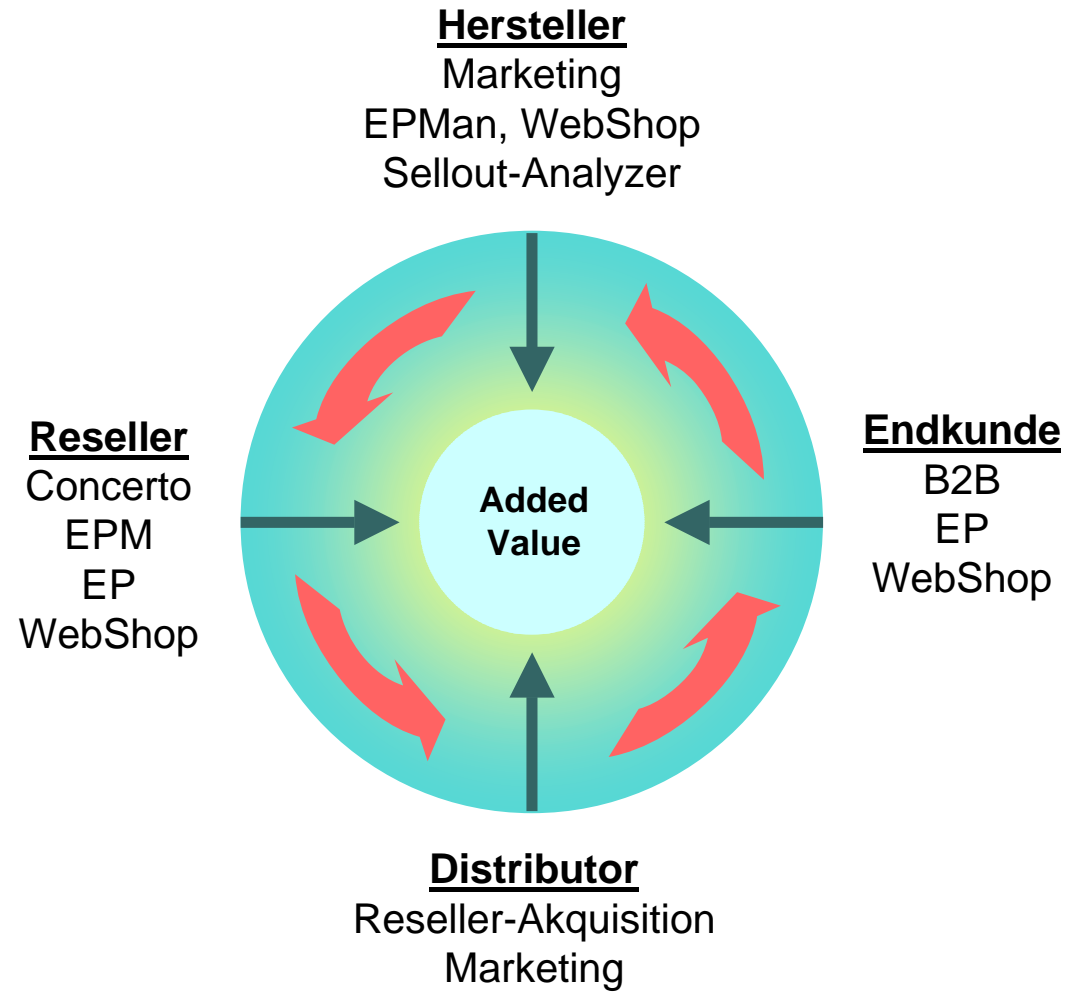 Hersteller
Marketing
EPMan, WebShop
Sellout-Analyzer
Reseller
Concerto
EPM
EP
WebShop
Added
Value
Endkunde
B2B
EP
WebShop
Distributor
Reseller-Akquisition
Marketing